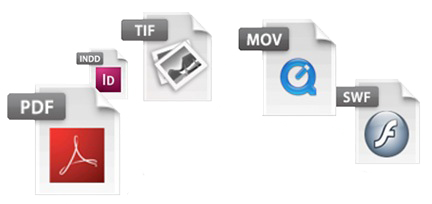 TIF
MOV
INDD
Id
PDF
SWF